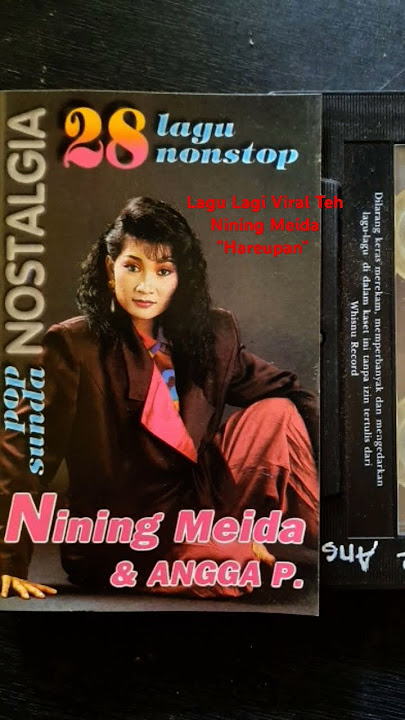 28 lagu
nonstop
NOSTALGIA
pop
sunda
Lagu Lagi Viral Teh
Nining Meida
"Hareupan"
Nining Meida
& ANGGA P.
Dilarang keras merekam, memperbanyak dan mengedarkan
lagu-lagu di dalam kaset ini tanpa izin tertulis dari
Whisnu Record
Ans